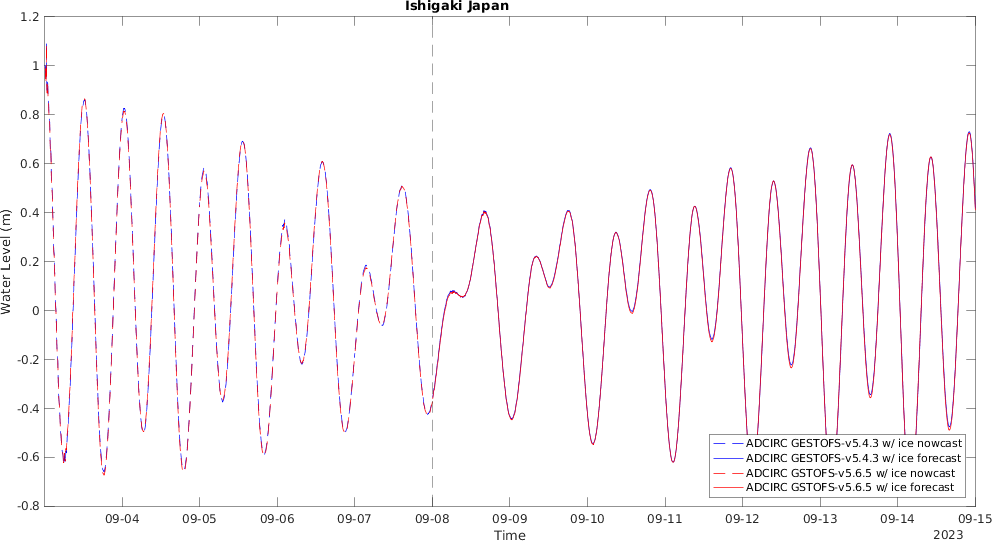 Ishigaki Japan
1.2
1
0.8
0.6
0.4
0.2
0
-0.2
-0.4
-0.6
-0.8
Water Level (m)
ADCIRC GESTOFS-v5.4.3 w/ ice nowcast
ADCIRC GESTOFS-v5.4.3 w/ ice forecast
ADCIRC GSTOFS-v5.6.5 w/ ice nowcast
ADCIRC GSTOFS-v5.6.5 w/ ice forecast
09-04 09-05 09-06 09-07 09-08 09-09 09-10 09-11 09-12 09-13 09-14 09-15
Time
2023